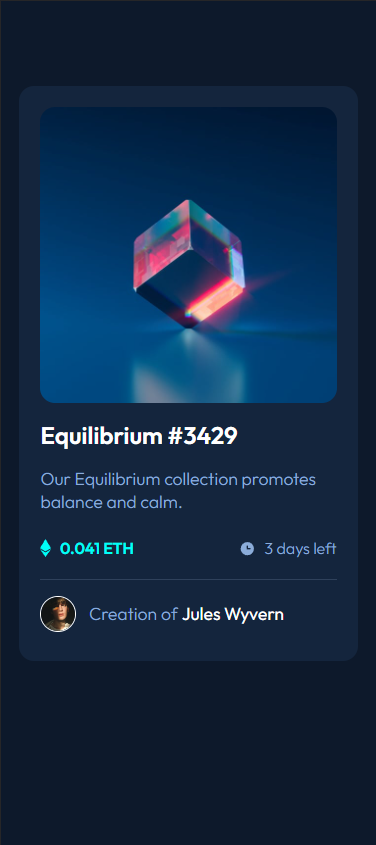 Equilibrium #3429
Our Equilibrium collection promotes
balance and calm.
0.041 ETH
3 days left
Creation of Jules Wyvern